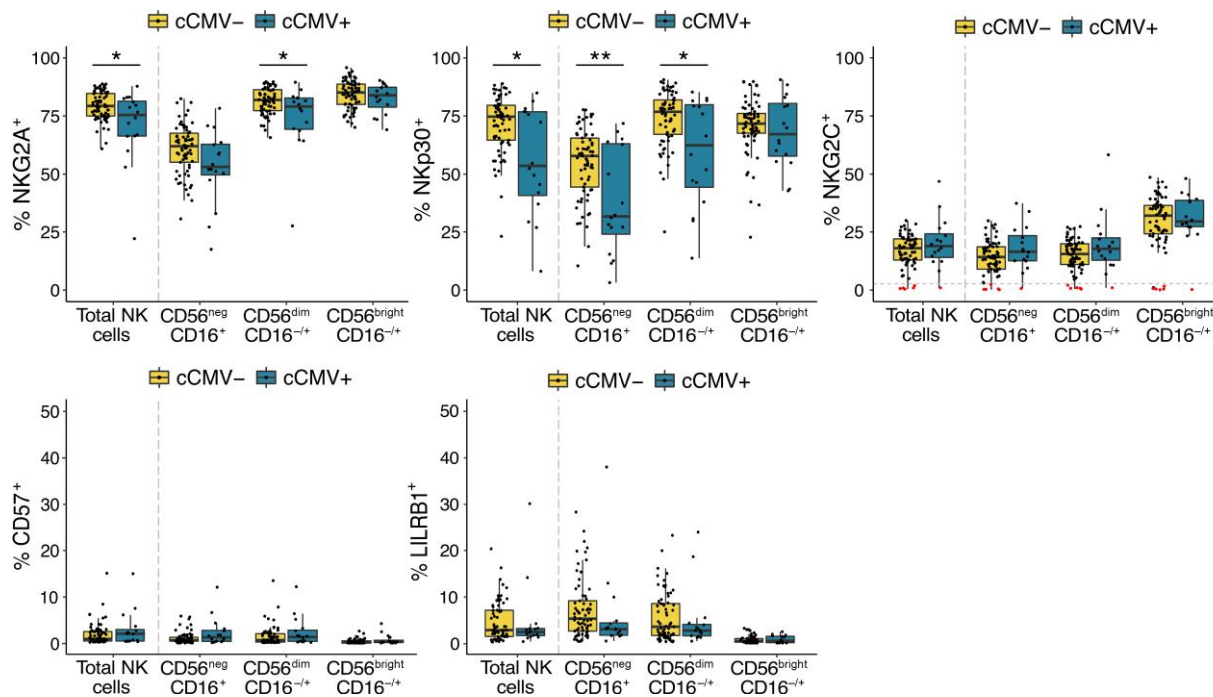 cCMV− cCMV+
* *
% NKG2A⁺
100
75
50
25
0
Total NK cells
CD56ⁿᵉᵍ CD16⁺
CD56ᵈⁱᵐ CD16⁻/⁺
CD56ᵇʳⁱᵍʰᵗ CD16⁻/⁺
cCMV− cCMV+
* ** *
% NKp30⁺
100
75
50
25
0
Total NK cells
CD56ⁿᵉᵍ CD16⁺
CD56ᵈⁱᵐ CD16⁻/⁺
CD56ᵇʳⁱᵍʰᵗ CD16⁻/⁺
cCMV− cCMV+
% NKG2C⁺
100
75
50
25
0
Total NK cells
CD56ⁿᵉᵍ CD16⁺
CD56ᵈⁱᵐ CD16⁻/⁺
CD56ᵇʳⁱᵍʰᵗ CD16⁻/⁺
cCMV− cCMV+
% CD57⁺
50
40
30
20
10
0
Total NK cells
CD56ⁿᵉᵍ CD16⁺
CD56ᵈⁱᵐ CD16⁻/⁺
CD56ᵇʳⁱᵍʰᵗ CD16⁻/⁺
cCMV− cCMV+
% LILRB1⁺
50
40
30
20
10
0
Total NK cells
CD56ⁿᵉᵍ CD16⁺
CD56ᵈⁱᵐ CD16⁻/⁺
CD56ᵇʳⁱᵍʰᵗ CD16⁻/⁺